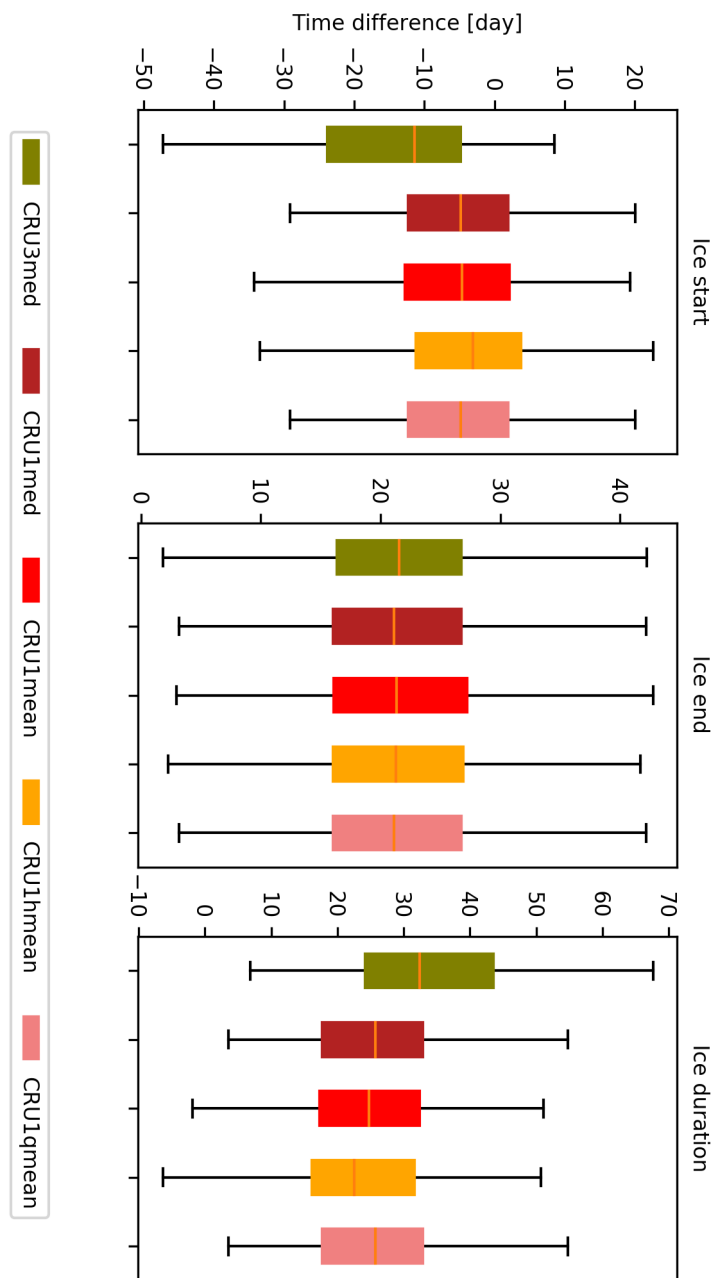 Ice start
Ice end
Ice duration
Time difference [day]
20
10
0
−10
−20
−30
−40
−50
40
30
20
10
0
70
60
50
40
30
20
10
0
−10
CRU3med
CRU1med
CRU1mean
CRU1hmean
CRU1qmean